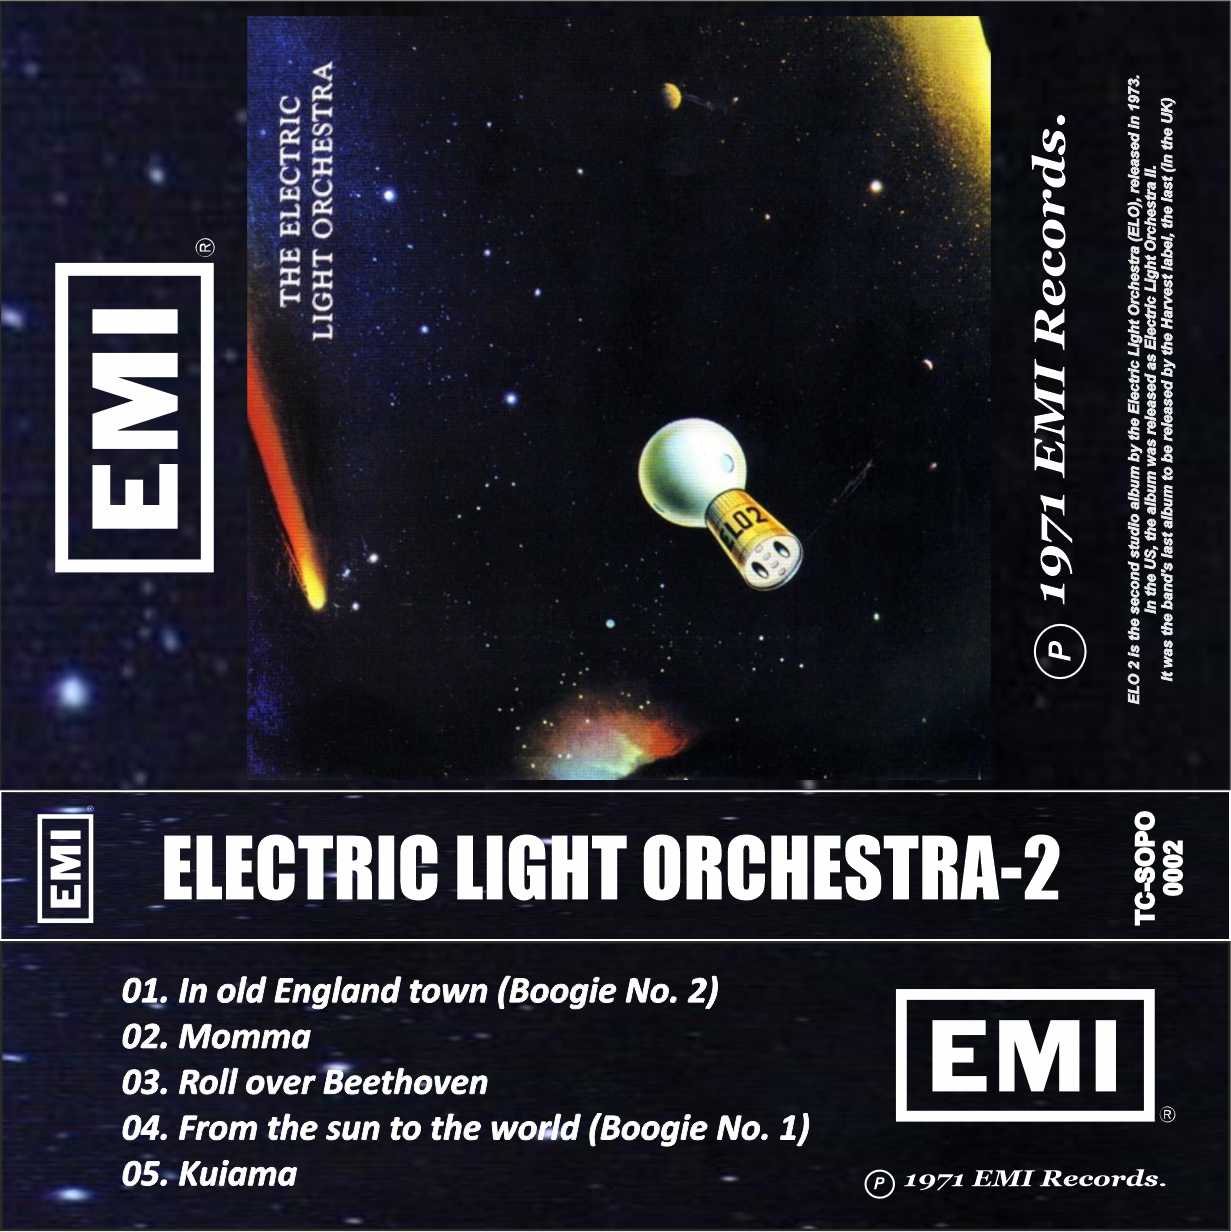 EMI
®
THE ELECTRIC
LIGHT ORCHESTRA
ELO 2
P 1971 EMI Records.
ELO 2 is the second studio album by the Electric Light Orchestra (ELO), released in 1973.
In the US, the album was released as Electric Light Orchestra II.
It was the band's last album to be released by the Harvest label, the last (in the UK)
EMI
®
ELECTRIC LIGHT ORCHESTRA-2
TC-SOPO
0002
01. In old England town (Boogie No. 2)
02. Momma
03. Roll over Beethoven
04. From the sun to the world (Boogie No. 1)
05. Kuiama
EMI
®
P 1971 EMI Records.